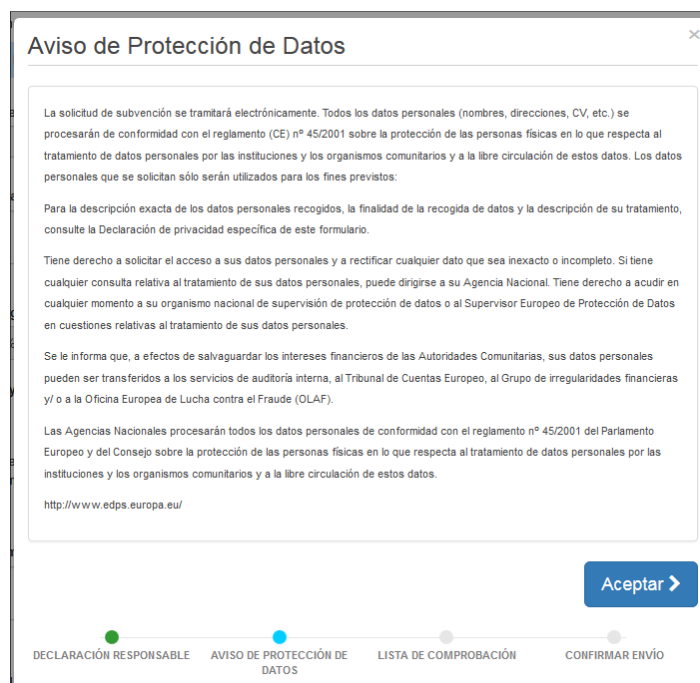 Aviso de Protección de Datos
×
La solicitud de subvención se tramitará electrónicamente. Todos los datos personales (nombres, direcciones, CV, etc.) se
procesarán de conformidad con el reglamento (CE) nº 45/2001 sobre la protección de las personas físicas en lo que respecta al
tratamiento de datos personales por las instituciones y los organismos comunitarios y a la libre circulación de estos datos. Los datos
personales que se solicitan sólo serán utilizados para los fines previstos:
Para la descripción exacta de los datos personales recogidos, la finalidad de la recogida de datos y la descripción de su tratamiento,
consulte la Declaración de privacidad específica de este formulario.
Tiene derecho a solicitar el acceso a sus datos personales y a rectificar cualquier dato que sea inexacto o incompleto. Si tiene
cualquier consulta relativa al tratamiento de sus datos personales, puede dirigirse a su Agencia Nacional. Tiene derecho a acudir en
cualquier momento a su organismo nacional de supervisión de protección de datos o al Supervisor Europeo de Protección de Datos
en cuestiones relativas al tratamiento de sus datos personales.
Se le informa que, a efectos de salvaguardar los intereses financieros de las Autoridades Comunitarias, sus datos personales
pueden ser transferidos a los servicios de auditoría interna, al Tribunal de Cuentas Europeo, al Grupo de irregularidades financieras
y/ o a la Oficina Europea de Lucha contra el Fraude (OLAF).
Las Agencias Nacionales procesarán todos los datos personales de conformidad con el reglamento nº 45/2001 del Parlamento
Europeo y del Consejo sobre la protección de las personas físicas en lo que respecta al tratamiento de datos personales por las
instituciones y los organismos comunitarios y a la libre circulación de estos datos.
http://www.edps.europa.eu/
Aceptar
DECLARACIÓN RESPONSABLE
AVISO DE PROTECCIÓN DE
DATOS
LISTA DE COMPROBACIÓN
CONFIRMAR ENVÍO